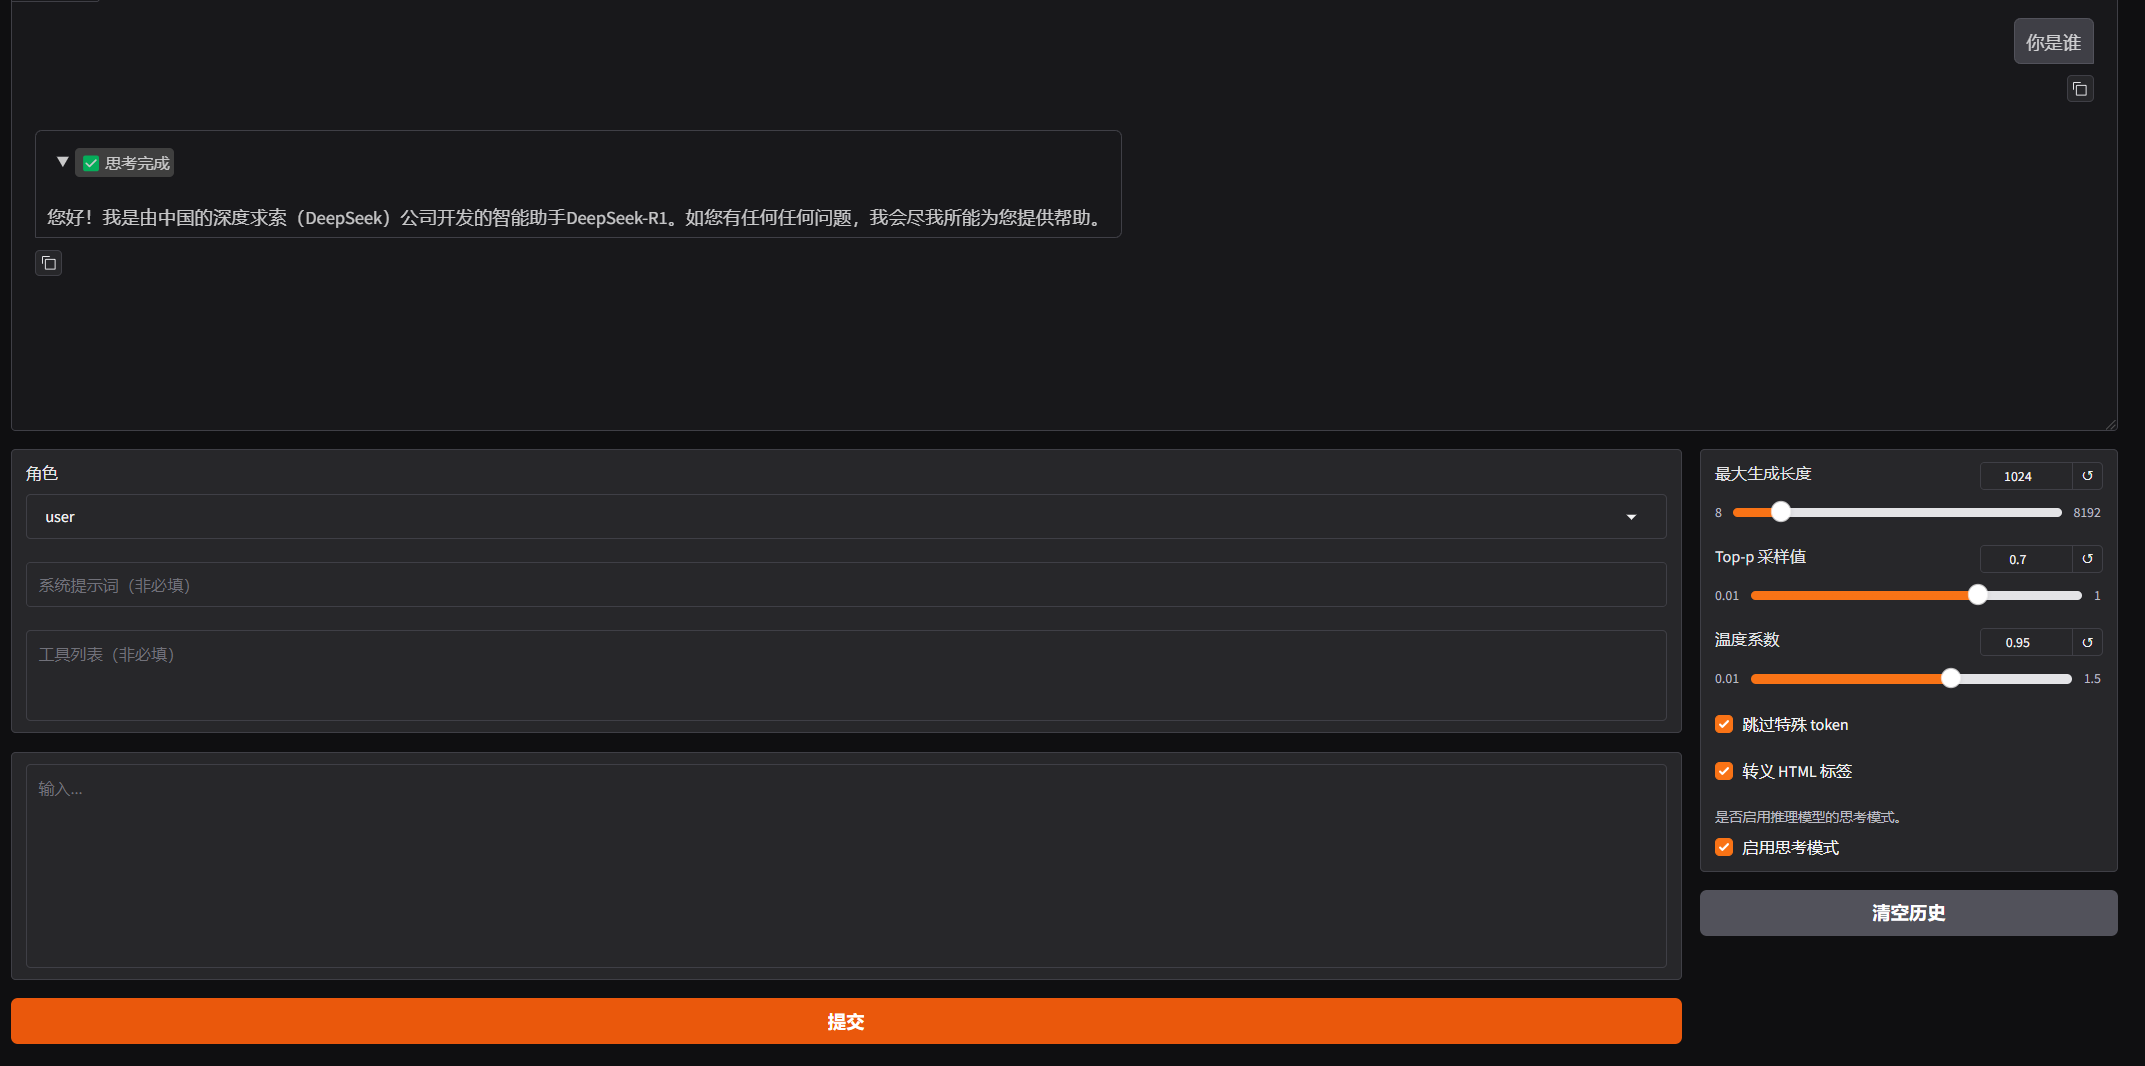 你是谁
思考完成
您好！我是由中国的深度求索（DeepSeek）公司开发的智能助手DeepSeek-R1。如您有任何任何问题，我会尽我所能为您提供帮助。
角色
user
系统提示词（非必填）
工具列表（非必填）
输入...
提交
最大生成长度
1024
8
8192
Top-p 采样值
0.7
0.01
1
温度系数
0.95
0.01
1.5
跳过特殊 token
转义 HTML 标签
是否启用推理模型的思考模式。
启用思考模式
清空历史